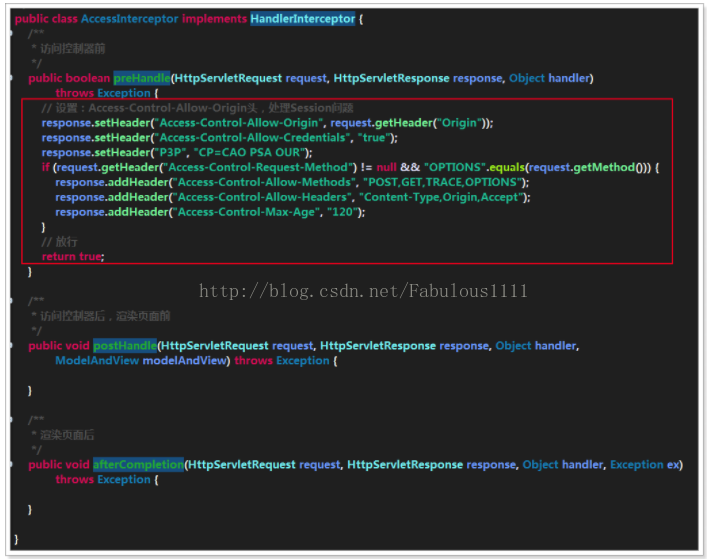 public class AccessInterceptor implements HandlerInterceptor {
/**
* 访问控制器前
*/
public boolean preHandle(HttpServletRequest request, HttpServletResponse response, Object handler)
throws Exception {
// 设置：Access-Control-Allow-Origin头，处理Session问题
response.setHeader("Access-Control-Allow-Origin", request.getHeader("Origin"));
response.setHeader("Access-Control-Allow-Credentials", "true");
response.setHeader("P3P", "CP=CAO PSA OUR");
if (request.getHeader("Access-Control-Request-Method") != null && "OPTIONS".equals(request.getMethod())) {
response.addHeader("Access-Control-Allow-Methods", "POST,GET,TRACE,OPTIONS");
response.addHeader("Access-Control-Allow-Headers", "Content-Type,Origin,Accept");
response.addHeader("Access-Control-Max-Age", "120");
}
// 放行
return true;
}
http://blog.csdn.net/Fabulous1111
/**
* 访问控制器后，渲染页面前
*/
public void postHandle(HttpServletRequest request, HttpServletResponse response, Object handler,
ModelAndView modelAndView) throws Exception {
}
/**
* 渲染页面后
*/
public void afterCompletion(HttpServletRequest request, HttpServletResponse response, Object handler, Exception ex)
throws Exception {
}
}